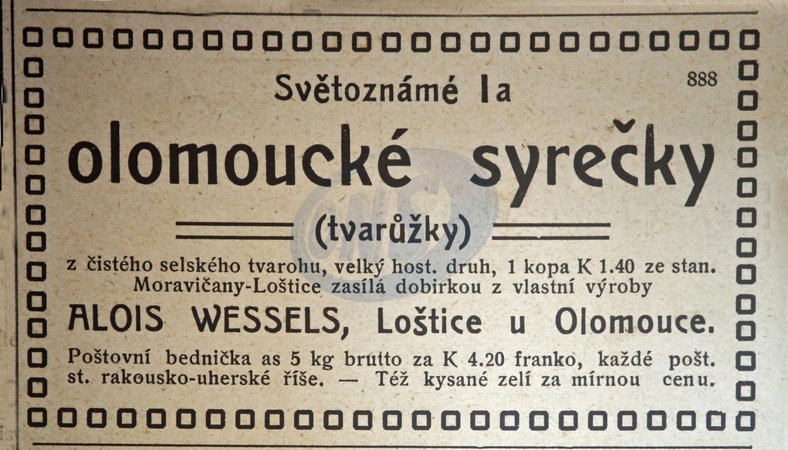 888
Světoznámé Ia
olomoucké syrečky
(tvarůžky)
z čistého selského tvarohu, velký host. druh, 1 kopa K 1.40 ze stan.
Moravičany-Loštice zasílá dobirkou z vlastní výroby
ALOIS WESSELS, Loštice u Olomouce.
Poštovní bednička as 5 kg brutto za K 4.20 franko, každé pošt.
st. rakousko-uherské říše. — Též kysané zelí za mírnou cenu.